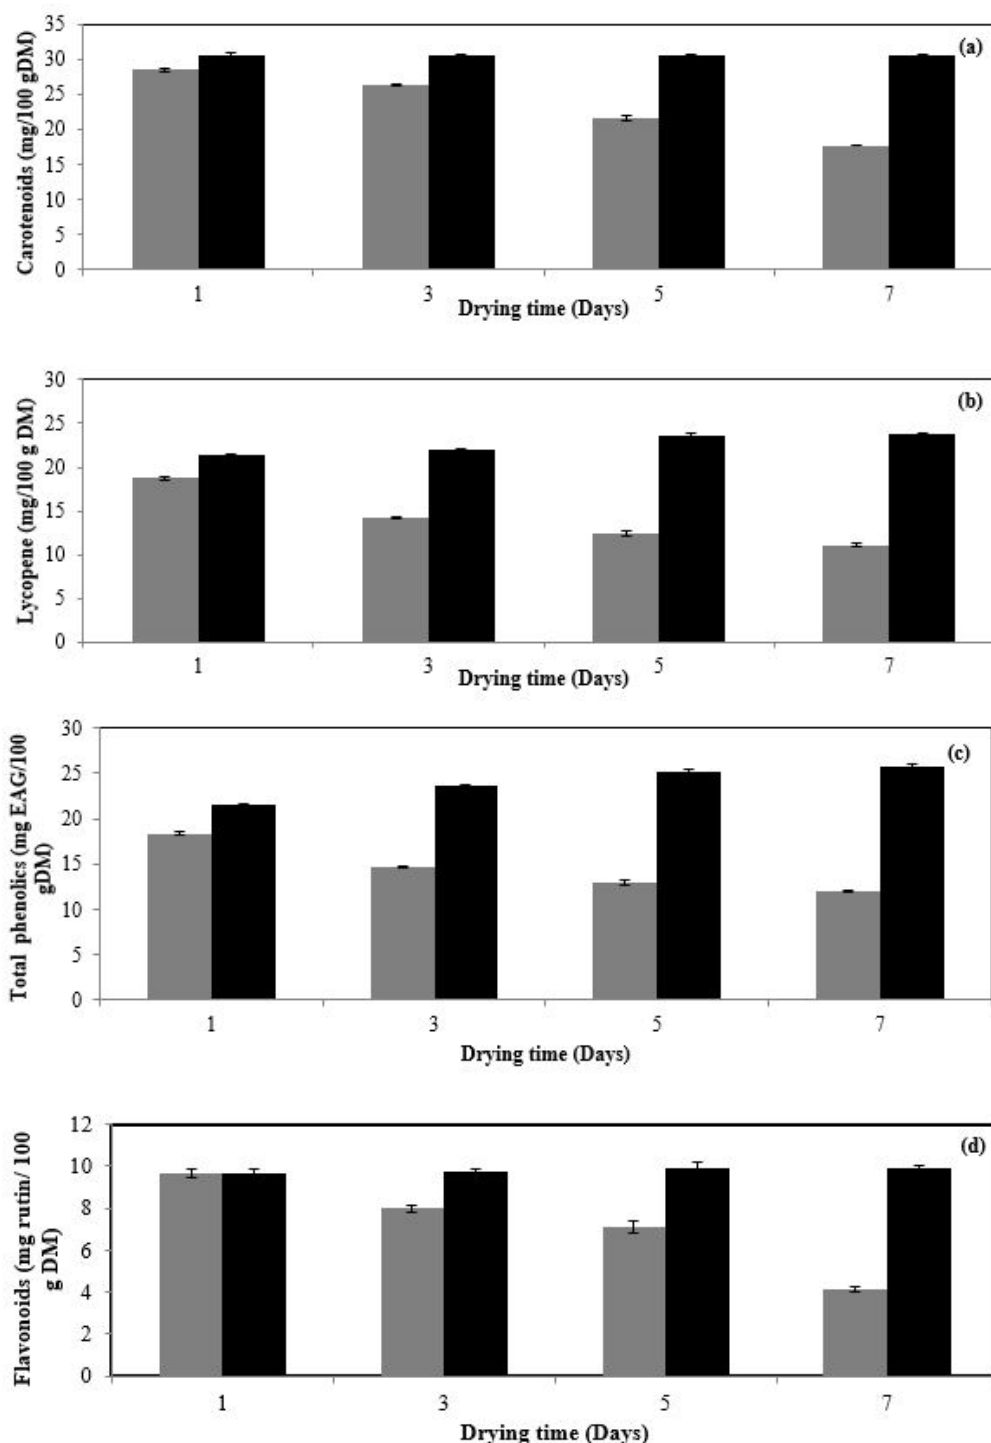 35
30
25
20
15
10
5
0
Carotenoids (mg/100 gDM)
(a)
1 3 5 7
Drying time (Days)
30
25
20
15
10
5
0
Lycopene (mg/100 g DM)
(b)
1 3 5 7
Drying time (Days)
30
25
20
15
10
5
0
Total phenolics (mg EAG/100
gDM)
(c)
1 3 5 7
Drying time (Days)
12
10
8
6
4
2
0
Flavonoids (mg rutin/ 100
g DM)
(d)
1 3 5 7
Drying time (Days)